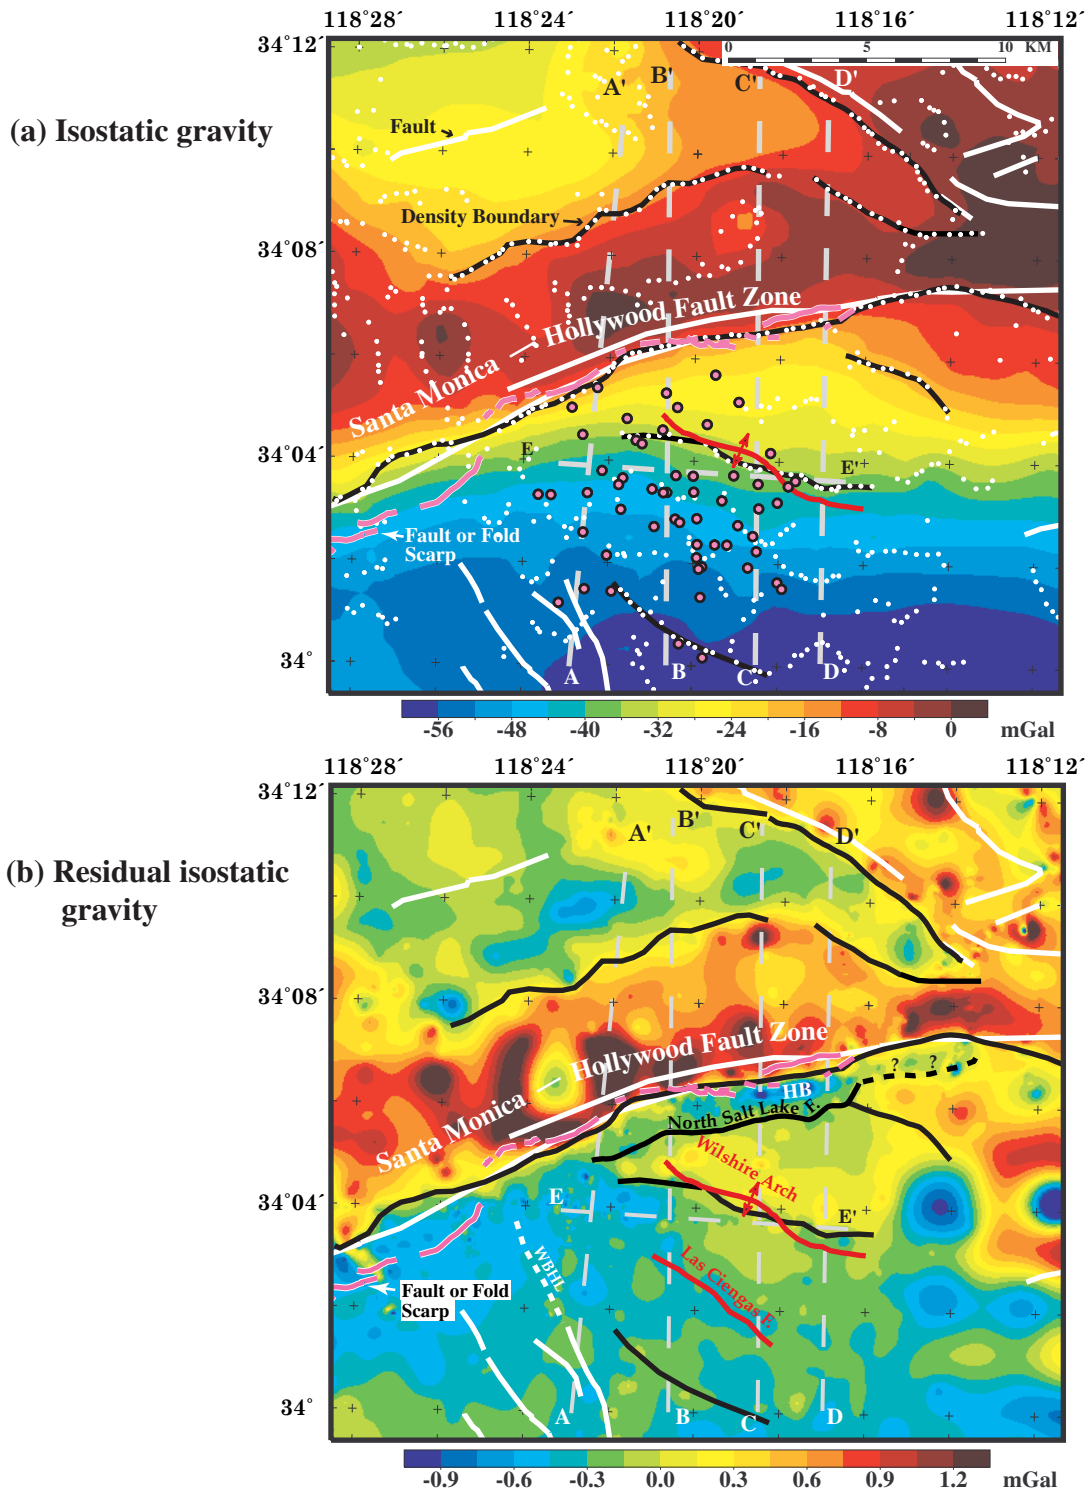 118°28´ 118°24´ 118°20´ 118°16´ 118°12´
34°12´
0 5 10 KM
A' B' C' D'
(a) Isostatic gravity
Fault
Density Boundary
34°08´
Santa Monica — Hollywood Fault Zone
34°04´
E E'
Fault or Fold
Scarp
34°
A B C D
-56 -48 -40 -32 -24 -16 -8 0 mGal
118°28´ 118°24´ 118°20´ 118°16´ 118°12´
34°12´
A' B' C' D'
(b) Residual isostatic
gravity
34°08´
Santa Monica — Hollywood Fault Zone
? ?
HB
North Salt Lake F.
Wilshire Arch
34°04´
E E'
WBHL
Las Ciengas F.
Fault or Fold
Scarp
34°
A B C D
-0.9 -0.6 -0.3 0.0 0.3 0.6 0.9 1.2 mGal